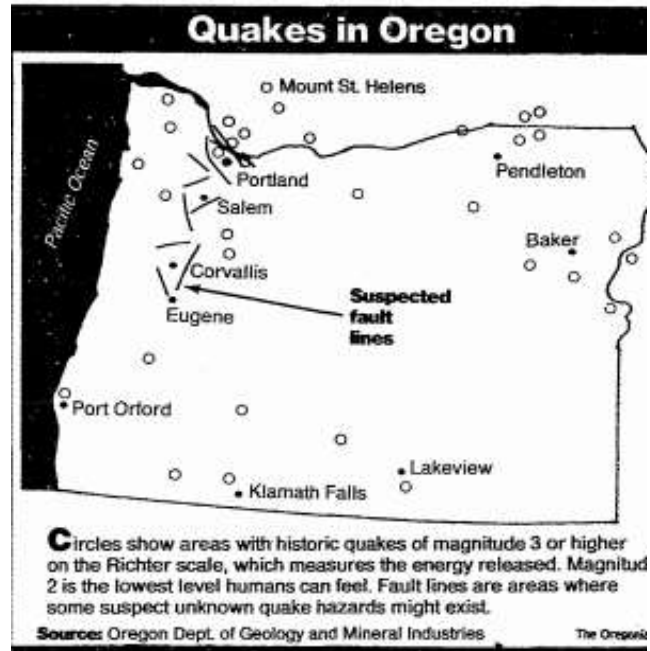 Quakes in Oregon
Mount St. Helens
Pacific Ocean
Portland
Pendleton
Salem
Baker
Corvallis
Suspected
fault
lines
Eugene
Port Orford
Lakeview
Klamath Falls
Circles show areas with historic quakes of magnitude 3 or higher
on the Richter scale, which measures the energy released. Magnitud
2 is the lowest level humans can feel. Fault lines are areas where
some suspect unknown quake hazards might exist.
Source: Oregon Dept. of Geology and Mineral Industries
The Oregonia